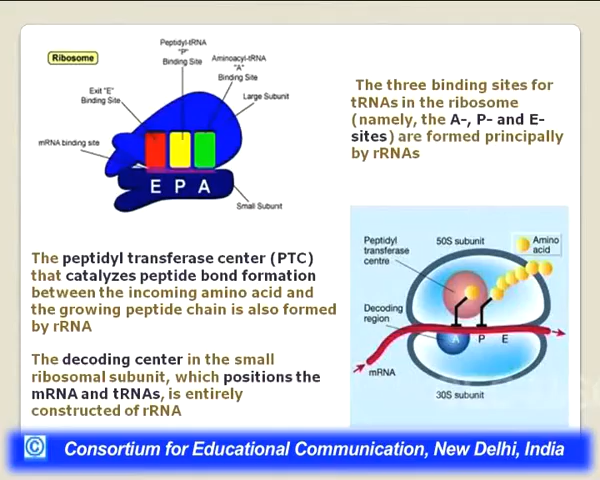 Ribosome
Peptidyl-tRNA
"P"
Binding Site
Aminoacyl-tRNA
"A"
Binding Site
Exit "E"
Binding Site
Large Subunit
mRNA binding site
E P A
Small Subunit
The three binding sites for
tRNAs in the ribosome
(namely, the A-, P- and E-
sites) are formed principally
by rRNAs
The peptidyl transferase center (PTC)
that catalyzes peptide bond formation
between the incoming amino acid and
the growing peptide chain is also formed
by rRNA
The decoding center in the small
ribosomal subunit, which positions the
mRNA and tRNAs, is entirely
constructed of rRNA
Peptidyl
transferase
centre
50S subunit
Amino
acid
Decoding
region
A P E
mRNA
30S subunit
© Consortium for Educational Communication, New Delhi, India